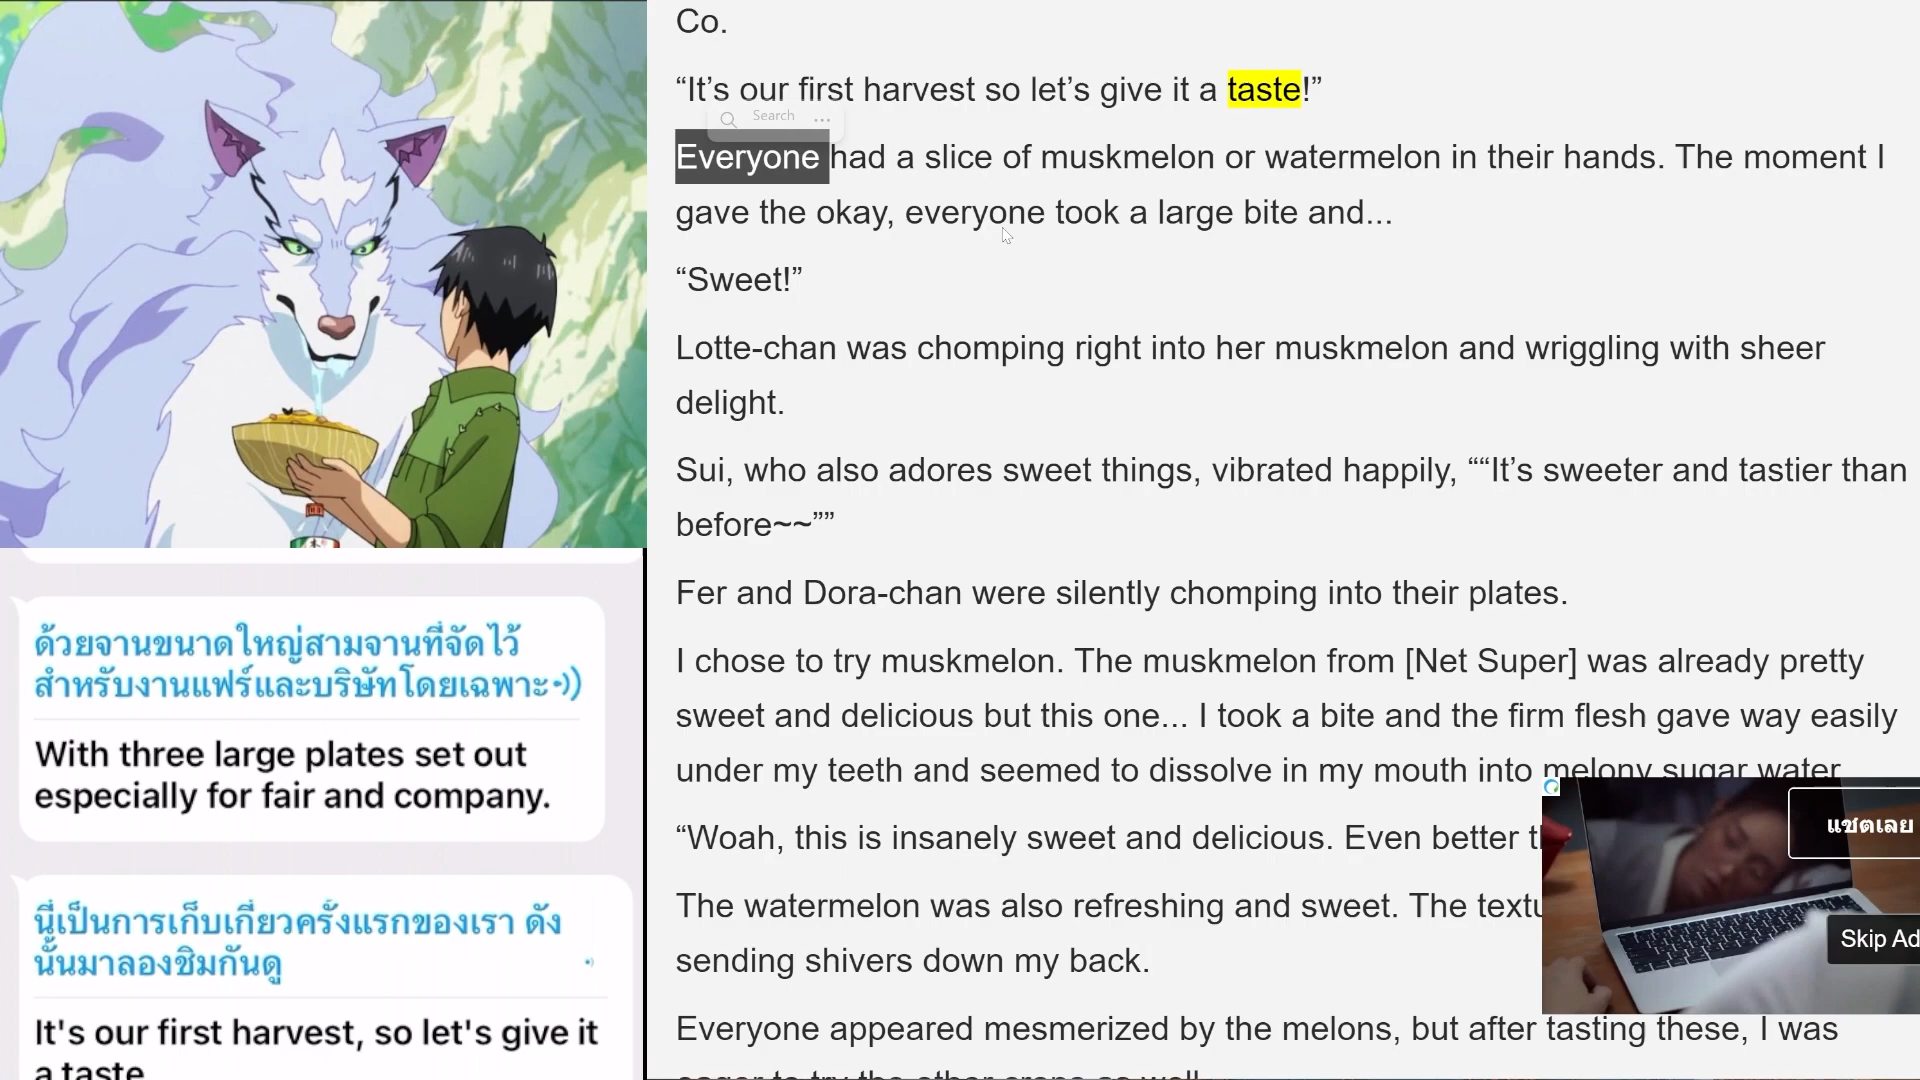 Co.
“It’s our first harvest so let’s give it a taste!”
Search
Everyone had a slice of muskmelon or watermelon in their hands. The moment I
gave the okay, everyone took a large bite and...
“Sweet!”
Lotte-chan was chomping right into her muskmelon and wriggling with sheer
delight.
Sui, who also adores sweet things, vibrated happily, ““It’s sweeter and tastier than
before~~””
Fer and Dora-chan were silently chomping into their plates.
I chose to try muskmelon. The muskmelon from [Net Super] was already pretty
sweet and delicious but this one... I took a bite and the firm flesh gave way easily
under my teeth and seemed to dissolve in my mouth into melony sugar water
“Woah, this is insanely sweet and delicious. Even better
The watermelon was also refreshing and sweet. The
sending shivers down my back.
Everyone appeared mesmerized by the melons, but after tasting these, I was
eager to try the other crops as well
ด้วยจานขนาดใหญ่สามจานที่จัดไว้
สำหรับงานแฟร์และบริษัทโดยเฉพาะ
With three large plates set out
especially for fair and company.
นี่เป็นการเก็บเกี่ยวครั้งแรกของเรา ดัง
นั้นมาลองชิมกันดู
It's our first harvest, so let's give it
a taste
แชตเลย
Skip Ad